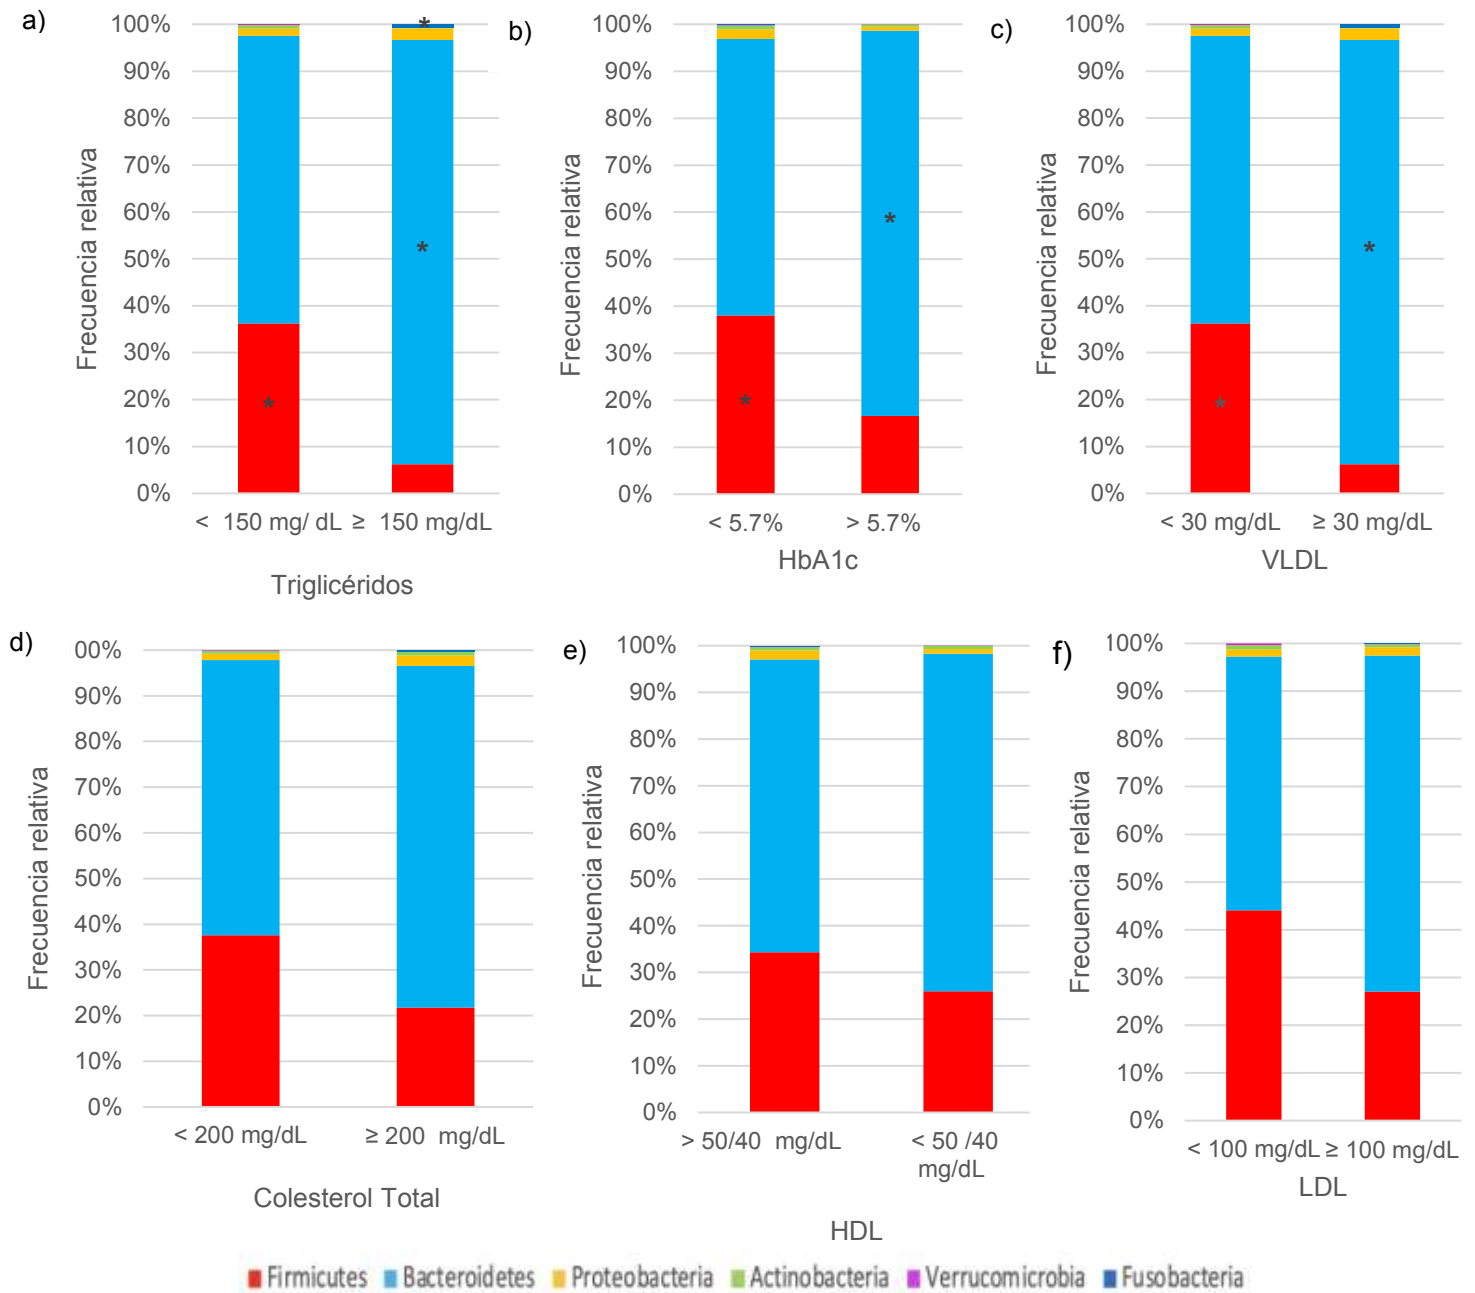 a)
100%
90%
80%
70%
60%
50%
40%
30%
20%
10%
0%
Frecuencia relativa
*
*
*
< 150 mg/ dL ≥ 150 mg/dL
Triglicéridos
b)
100%
90%
80%
70%
60%
50%
40%
30%
20%
10%
0%
Frecuencia relativa
*
*
< 5.7% > 5.7%
HbA1c
c)
100%
90%
80%
70%
60%
50%
40%
30%
20%
10%
0%
Frecuencia relativa
*
*
< 30 mg/dL ≥ 30 mg/dL
VLDL
d)
00%
90%
80%
70%
60%
50%
40%
30%
20%
10%
0%
Frecuencia relativa
< 200 mg/dL ≥ 200 mg/dL
Colesterol Total
e)
100%
90%
80%
70%
60%
50%
40%
30%
20%
10%
0%
Frecuencia relativa
> 50/40 mg/dL < 50 /40
mg/dL
HDL
f)
100%
90%
80%
70%
60%
50%
40%
30%
20%
10%
0%
Frecuencia relativa
< 100 mg/dL ≥ 100 mg/dL
LDL
Firmicutes Bacteroidetes Proteobacteria Actinobacteria Verrucomicrobia Fusobacteria